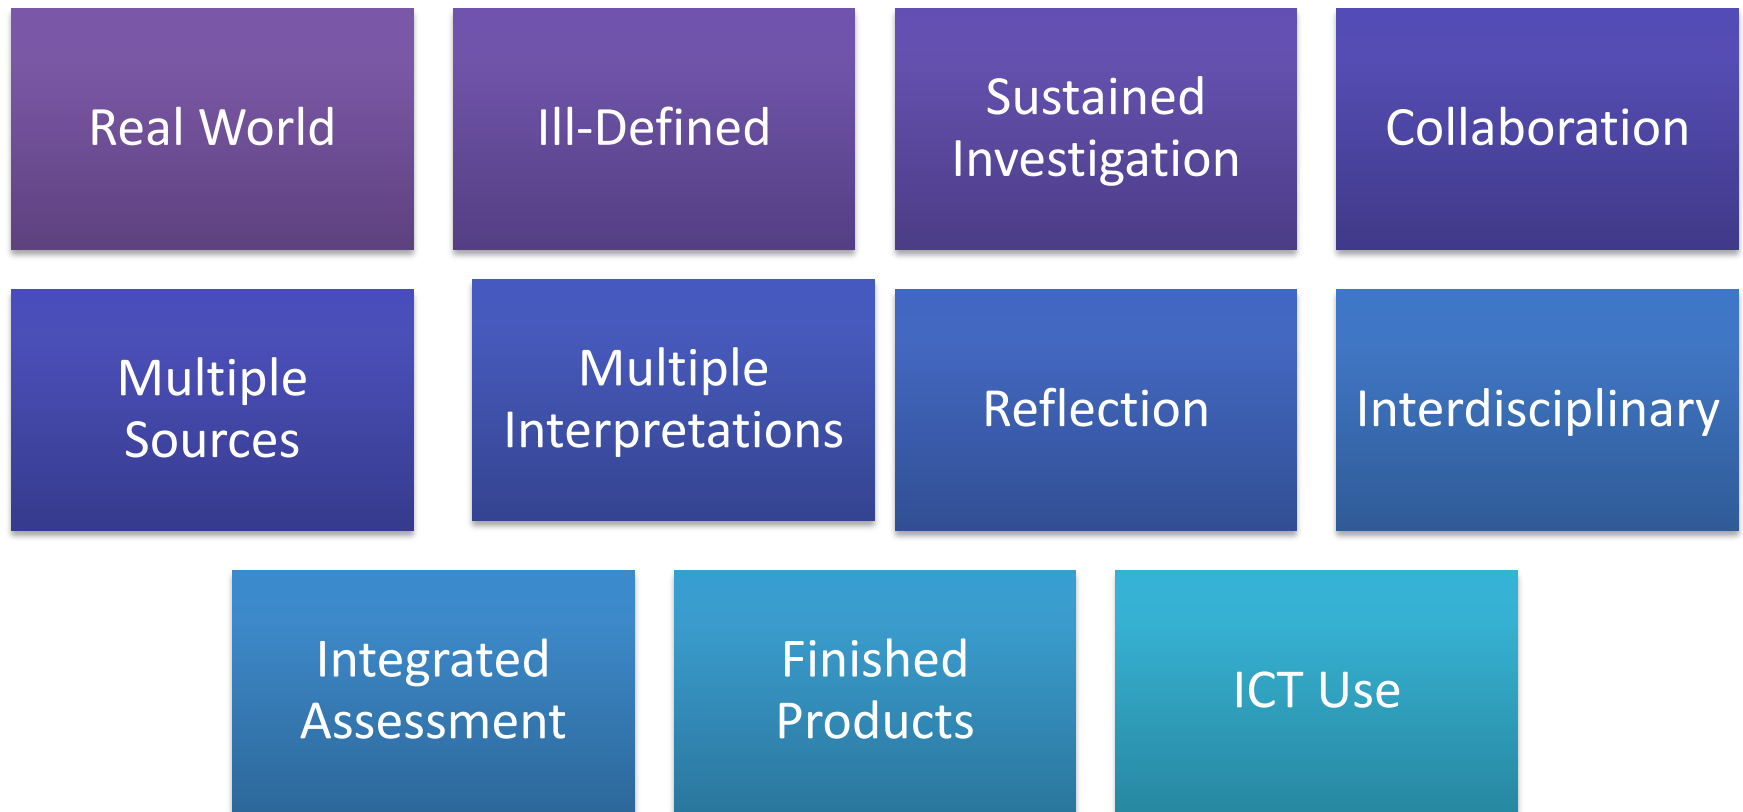 Real World
Ill-Defined
Sustained
Investigation
Collaboration
Multiple
Sources
Multiple
Interpretations
Reflection
Interdisciplinary
Integrated
Assessment
Finished
Products
ICT Use